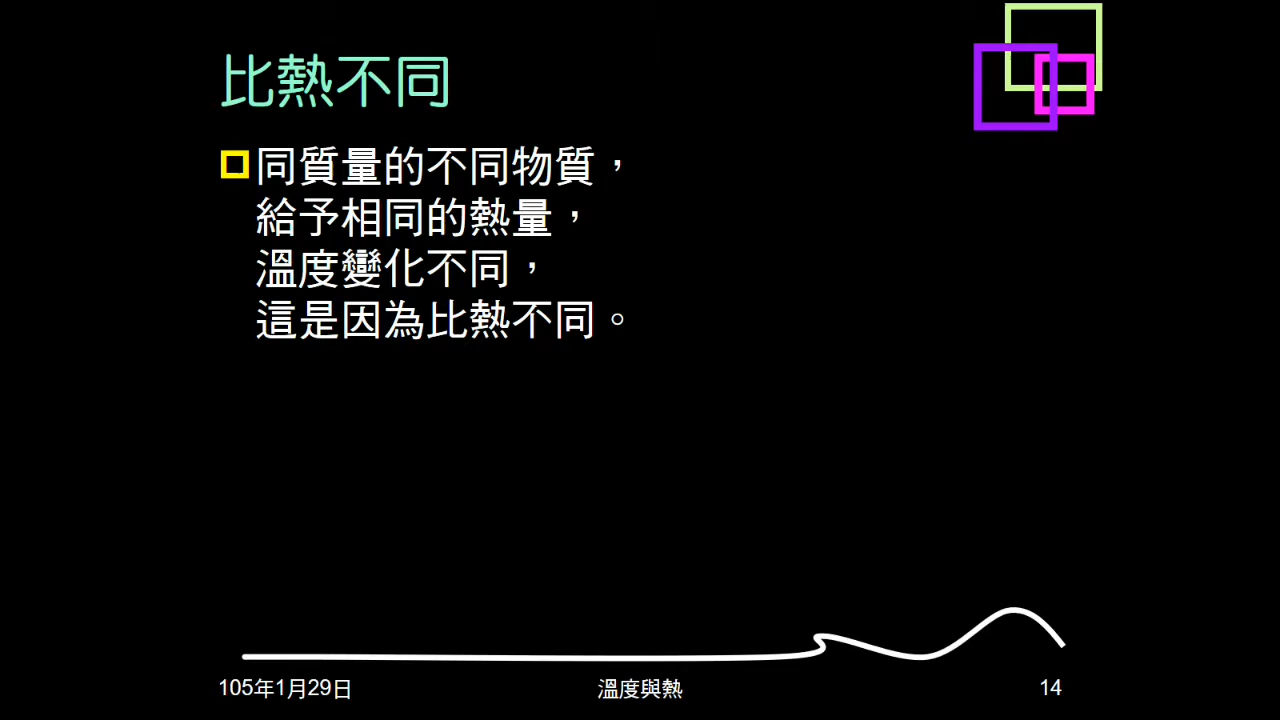 比熱不同
同質量的不同物質，
給予相同的熱量，
溫度變化不同，
這是因為比熱不同。
105年1月29日
溫度與熱
14